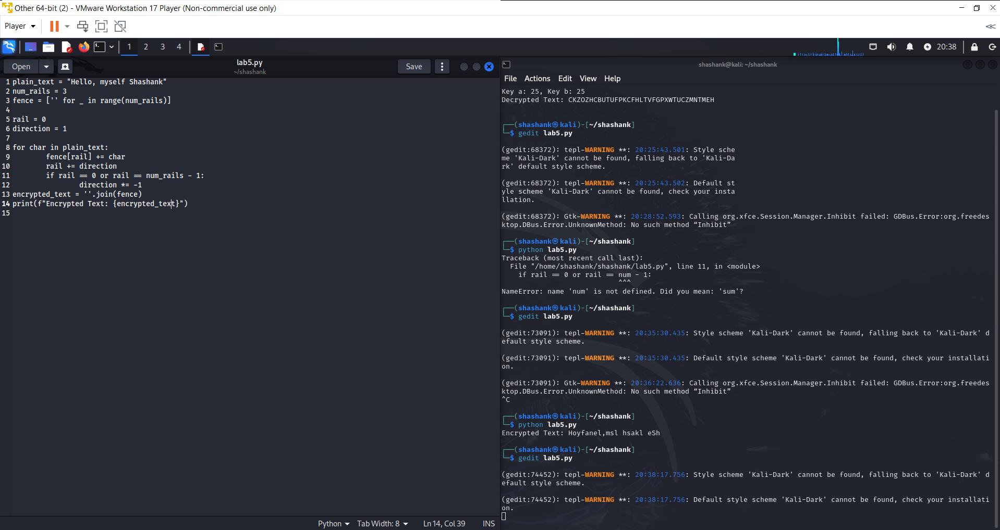 Other 64-bit (2) - VMware Workstation 17 Player (Non-commercial use only)
Player
1 2 3 4
20:38
Open
lab5.py
~/shashank
Save
1 plain_text = "Hello, myself Shashank"
2 num_rails = 3
3 fence = ['' for _ in range(num_rails)]
4
5 rail = 0
6 direction = 1
7
8 for char in plain_text:
9 fence[rail] += char
10 rail += direction
11 if rail == 0 or rail == num_rails - 1:
12 direction *= -1
13 encrypted_text = ''.join(fence)
14 print(f"Encrypted Text: {encrypted_text}")
15
Python Tab Width: 8 Ln 14, Col 39 INS
shashank@kali: ~/shashank
File Actions Edit View Help
Key a: 25, Key b: 25
Decrypted Text: CKZOZHCBUTUFPKCFHLTVFGPXWTUCZMNTMEH
┌──(shashank㉿kali)-[~/shashank]
└─$ gedit lab5.py
(gedit:68372): tepl-WARNING **: 20:25:43.501: Style sche
me 'Kali-Dark' cannot be found, falling back to 'Kali-Da
rk' default style scheme.
(gedit:68372): tepl-WARNING **: 20:25:43.502: Default st
yle scheme 'Kali-Dark' cannot be found, check your insta
llation.
(gedit:68372): Gtk-WARNING **: 20:28:52.593: Calling org.xfce.Session.Manager.Inhibit failed: GDBus.Error:org.freedes
ktop.DBus.Error.UnknownMethod: No such method “Inhibit”
┌──(shashank㉿kali)-[~/shashank]
└─$ python lab5.py
Traceback (most recent call last):
File "/home/shashank/shashank/lab5.py", line 11, in <module>
if rail == 0 or rail == num - 1:
^^^
NameError: name 'num' is not defined. Did you mean: 'sum'?
┌──(shashank㉿kali)-[~/shashank]
└─$ gedit lab5.py
(gedit:73091): tepl-WARNING **: 20:35:30.435: Style scheme 'Kali-Dark' cannot be found, falling back to 'Kali-Dark' d
efault style scheme.
(gedit:73091): tepl-WARNING **: 20:35:30.435: Default style scheme 'Kali-Dark' cannot be found, check your installati
on.
(gedit:73091): Gtk-WARNING **: 20:36:22.636: Calling org.xfce.Session.Manager.Inhibit failed: GDBus.Error:org.freedes
ktop.DBus.Error.UnknownMethod: No such method “Inhibit”
^C
┌──(shashank㉿kali)-[~/shashank]
└─$ python lab5.py
Encrypted Text: Hoyfanel,msl hsakl eSh
┌──(shashank㉿kali)-[~/shashank]
└─$ gedit lab5.py
(gedit:74452): tepl-WARNING **: 20:38:17.756: Style scheme 'Kali-Dark' cannot be found, falling back to 'Kali-Dark' d
efault style scheme.
(gedit:74452): tepl-WARNING **: 20:38:17.756: Default style scheme 'Kali-Dark' cannot be found, check your installati
on.